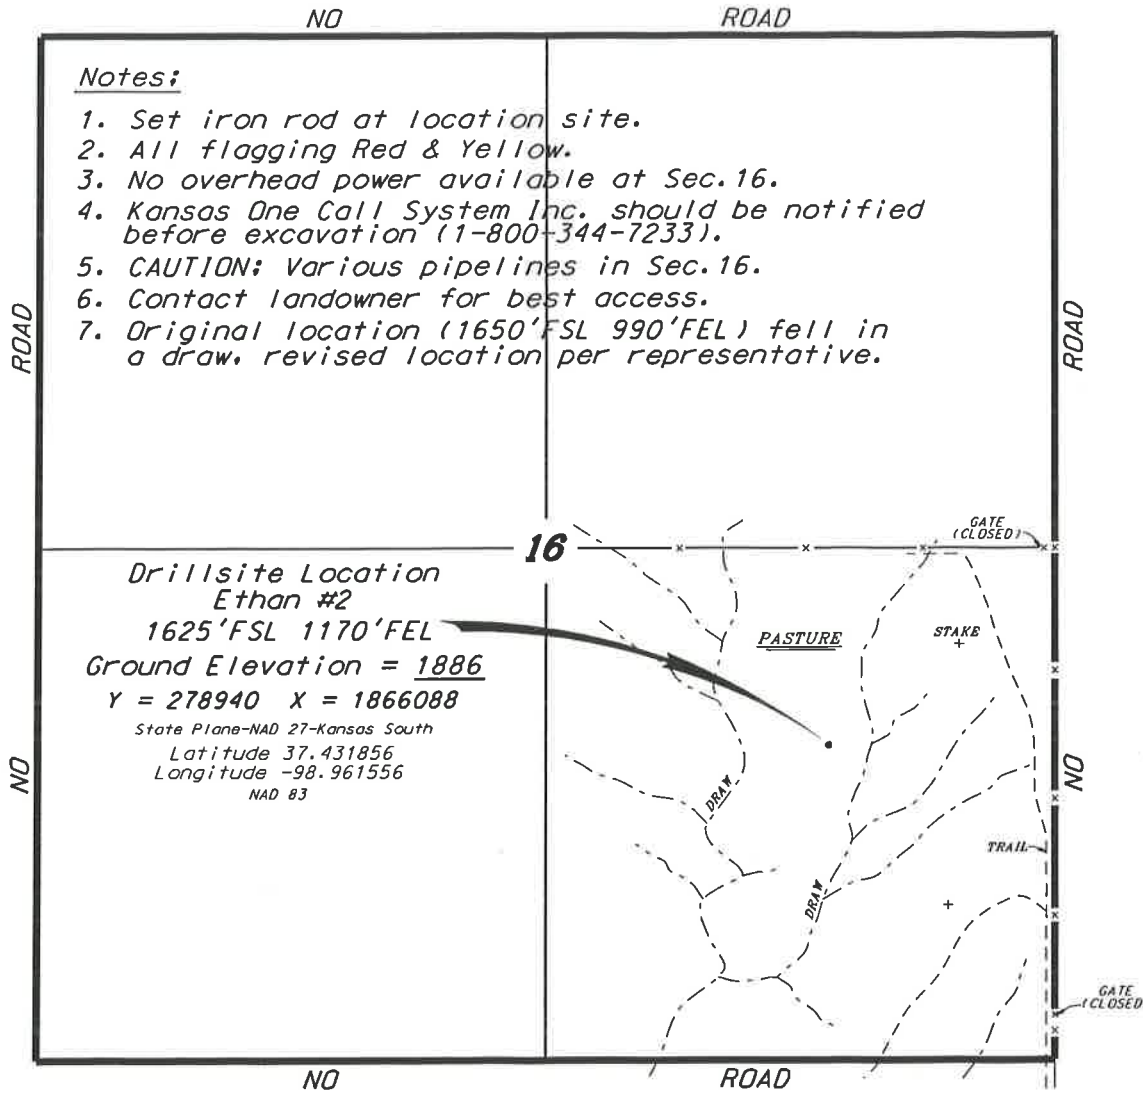 NO ROAD
Notes:
1. Set iron rod at location site.
2. All flagging Red & Yellow.
3. No overhead power available at Sec.16.
4. Kansas One Call System Inc. should be notified
before excavation (1-800-344-7233).
5. CAUTION: Various pipelines in Sec.16.
6. Contact landowner for best access.
7. Original location (1650'FSL 990'FEL) fell in
a draw, revised location per representative.
ROAD
ROAD
GATE
(CLOSED)
16
Drillsite Location
Ethan #2
1625'FSL 1170'FEL
Ground Elevation = 1886
Y = 278940 X = 1866088
State Plane-NAD 27-Kansas South
Latitude 37.431856
Longitude -98.961556
NAD 83
PASTURE
STAKE
NO
NO
DRAW
TRAIL
DRAW
GATE
(CLOSED
NO ROAD